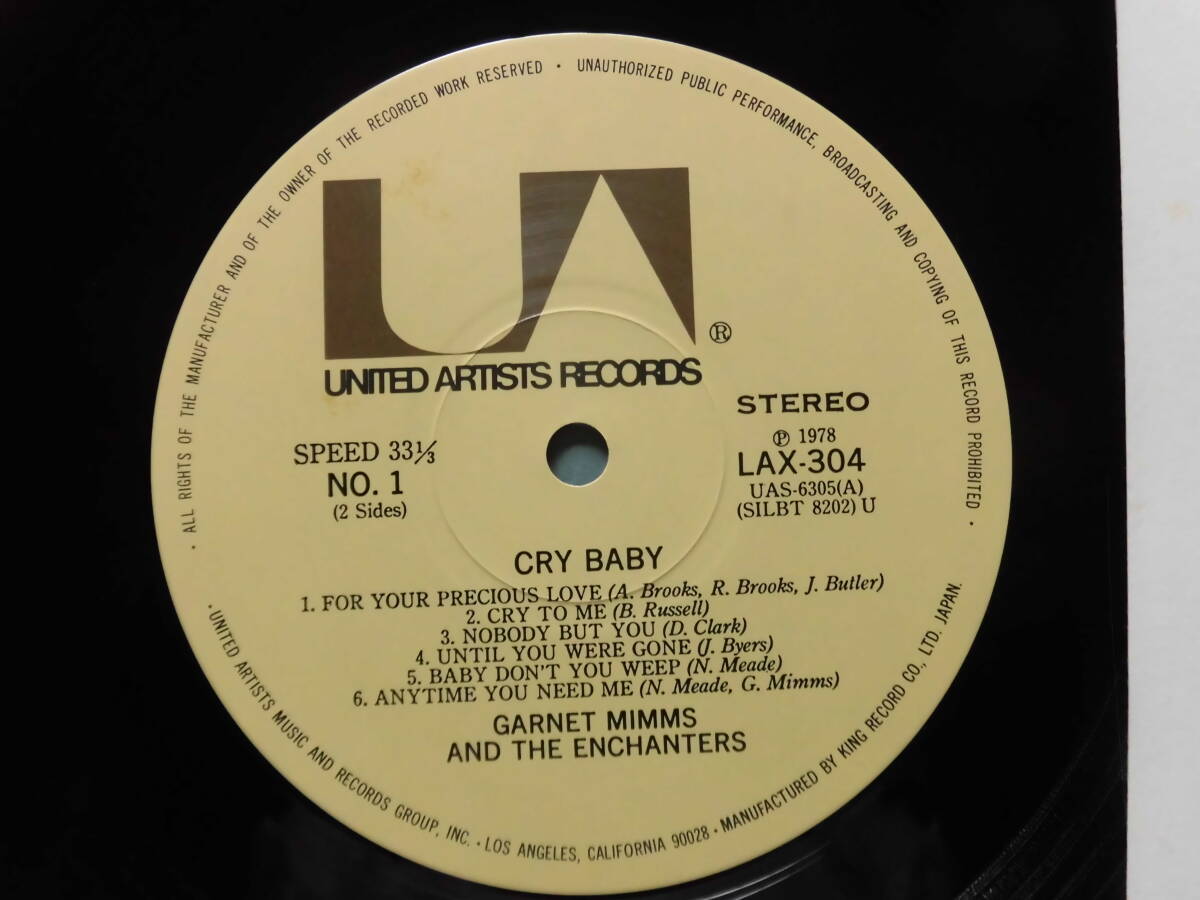 · ALL RIGHTS OF THE MANUFACTURER AND OF THE OWNER OF THE RECORDED WORK RESERVED · UNAUTHORIZED PUBLIC PERFORMANCE, BROADCASTING AND COPYING OF THIS RECORD PROHIBITED ·
UA
®
UNITED ARTISTS RECORDS
SPEED 33⅓
NO. 1
(2 Sides)
STEREO
℗ 1978
LAX-304
UAS-6305(A)
(SILBT 8202) U
CRY BABY
1. FOR YOUR PRECIOUS LOVE (A. Brooks, R. Brooks, J. Butler)
2. CRY TO ME (B. Russell)
3. NOBODY BUT YOU (D. Clark)
4. UNTIL YOU WERE GONE (J. Byers)
5. BABY DON'T YOU WEEP (N. Meade)
6. ANYTIME YOU NEED ME (N. Meade, G. Mimms)
GARNET MIMMS
AND THE ENCHANTERS
· UNITED ARTISTS MUSIC AND RECORDS GROUP, INC. · LOS ANGELES, CALIFORNIA 90028 · MANUFACTURED BY KING RECORD CO., LTD. JAPAN.